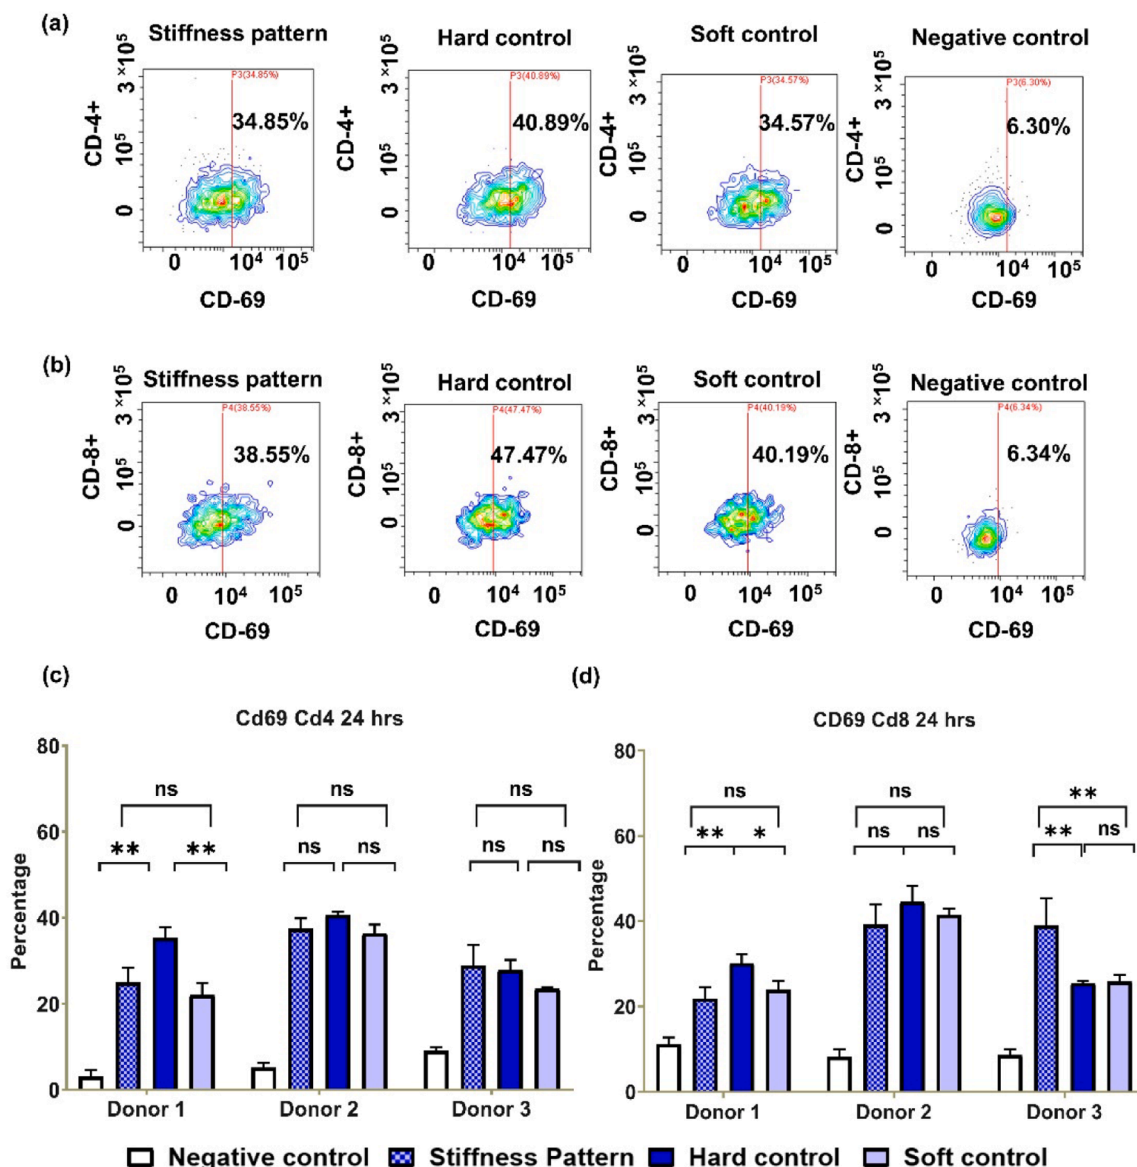 (a)
Stiffness pattern Hard control Soft control Negative control
P3(34.85%) P3(40.89%) P3(34.57%) P3(6.30%)
34.85% 40.89% 34.57% 6.30%
CD-4+ CD-4+ CD-4+ CD-4+
3 ×10⁵ 3 ×10⁵ 3 ×10⁵ 3 ×10⁵
10⁵ 10⁵ 10⁵ 10⁵
0 0 0 0
0 10⁴ 10⁵ 0 10⁴ 10⁵ 0 10⁴ 10⁵ 0 10⁴ 10⁵
CD-69 CD-69 CD-69 CD-69
(b)
Stiffness pattern Hard control Soft control Negative control
P4(38.55%) P4(47.47%) P4(40.19%) P4(6.34%)
38.55% 47.47% 40.19% 6.34%
CD-8+ CD-8+ CD-8+ CD-8+
3 ×10⁵ 3 ×10⁵ 3 ×10⁵ 3 ×10⁵
10⁵ 10⁵ 10⁵ 10⁵
0 0 0 0
0 10⁴ 10⁵ 0 10⁴ 10⁵ 0 10⁴ 10⁵ 0 10⁴ 10⁵
CD-69 CD-69 CD-69 CD-69
(c)
Cd69 Cd4 24 hrs
Percentage
80
60
40
20
0
ns ns ns
** ** ns ns ns ns
Donor 1 Donor 2 Donor 3
(d)
CD69 Cd8 24 hrs
Percentage
80
60
40
20
0
ns ns **
** * ns ns ** ns
Donor 1 Donor 2 Donor 3
Negative control Stiffness Pattern Hard control Soft control